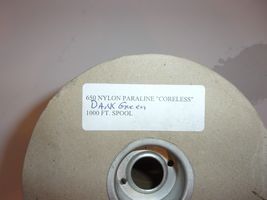 650 NYLON PARALINE "CORELESS"
Dark Green
1000 FT. SPOOL